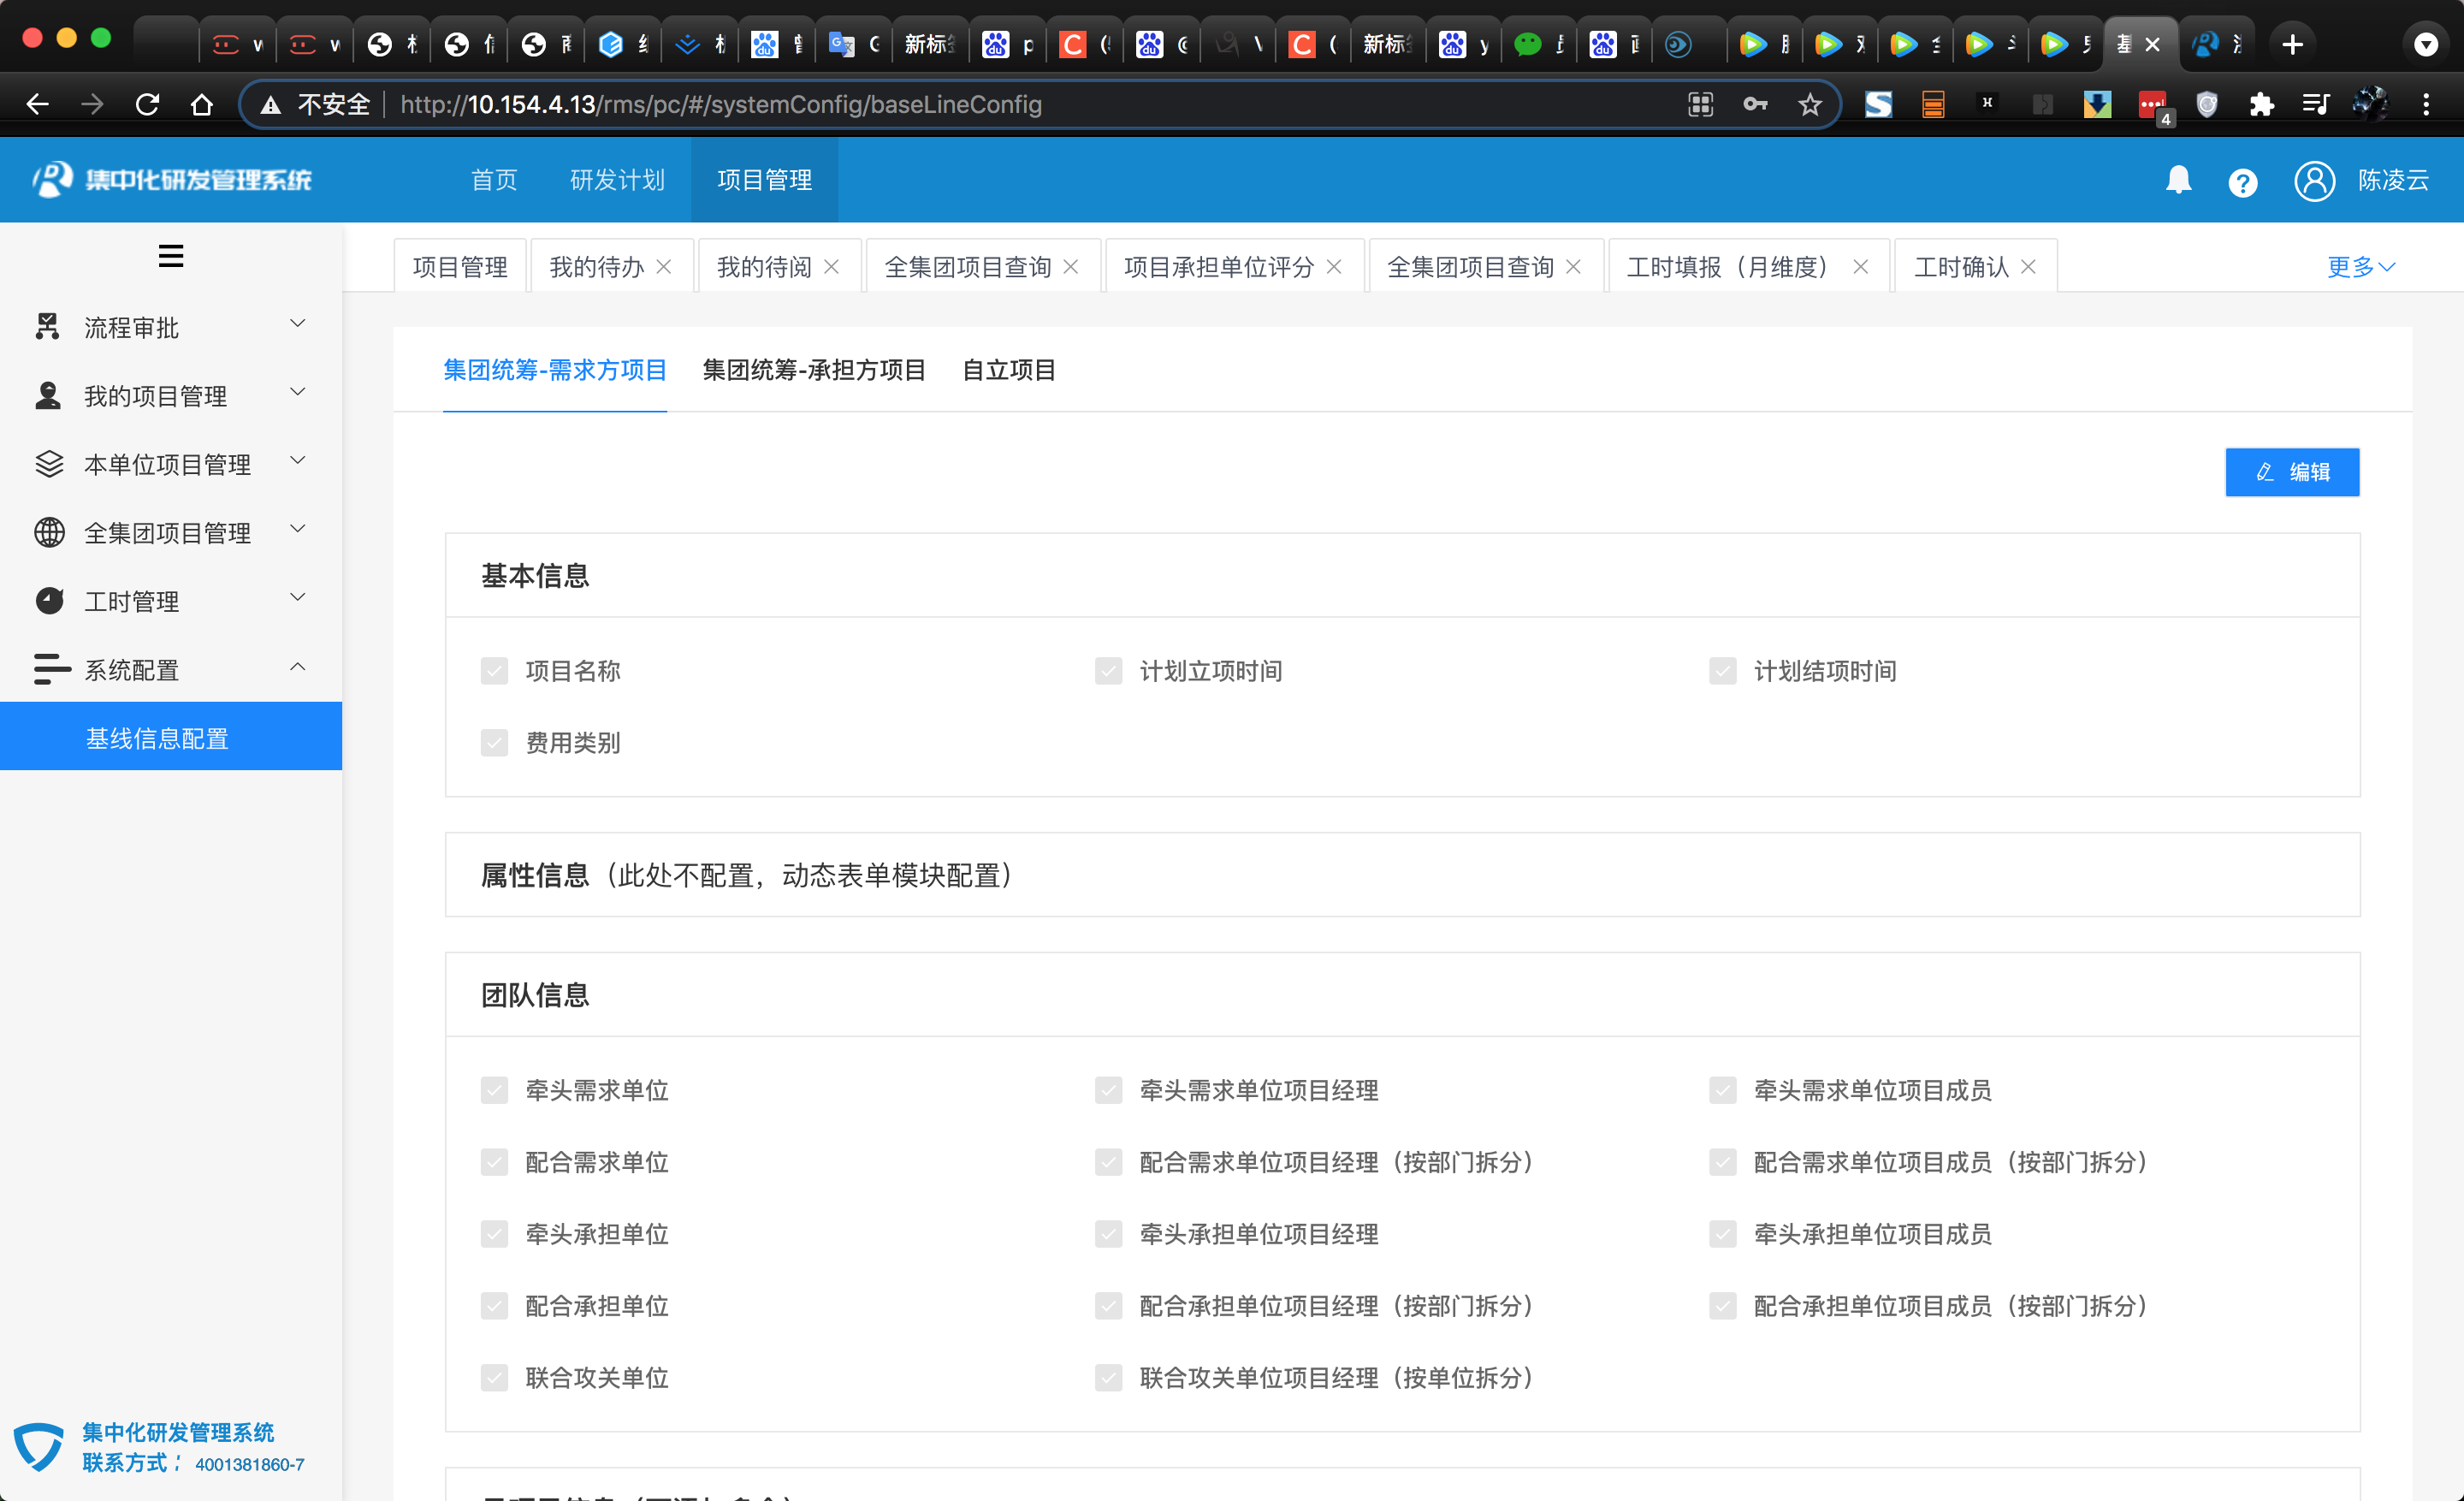 新标
新标
不安全 http://10.154.4.13/rms/pc/#/systemConfig/baseLineConfig
4
集中化研发管理系统
首页
研发计划
项目管理
陈凌云
项目管理
我的待办
我的待阅
全集团项目查询
项目承担单位评分
全集团项目查询
工时填报（月维度）
工时确认
更多
流程审批
我的项目管理
本单位项目管理
全集团项目管理
工时管理
系统配置
基线信息配置
集团统筹-需求方项目
集团统筹-承担方项目
自立项目
编辑
基本信息
项目名称
计划立项时间
计划结项时间
费用类别
属性信息（此处不配置，动态表单模块配置）
团队信息
牵头需求单位
牵头需求单位项目经理
牵头需求单位项目成员
配合需求单位
配合需求单位项目经理（按部门拆分）
配合需求单位项目成员（按部门拆分）
牵头承担单位
牵头承担单位项目经理
牵头承担单位项目成员
配合承担单位
配合承担单位项目经理（按部门拆分）
配合承担单位项目成员（按部门拆分）
联合攻关单位
联合攻关单位项目经理（按单位拆分）
集中化研发管理系统
联系方式： 4001381860-7